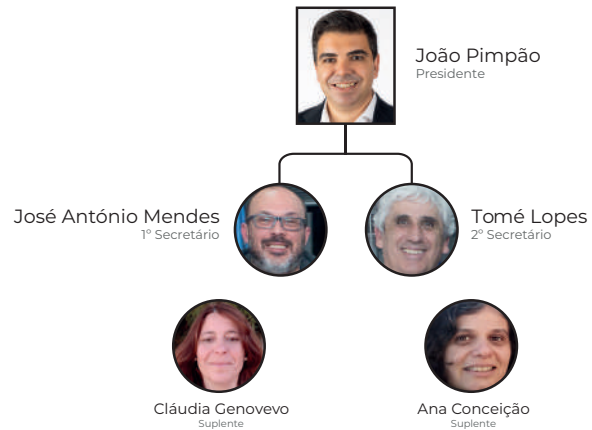 João Pimpão
Presidente
José António Mendes
1º Secretário
Tomé Lopes
2º Secretário
Cláudia Genovevo
Suplente
Ana Conceição
Suplente